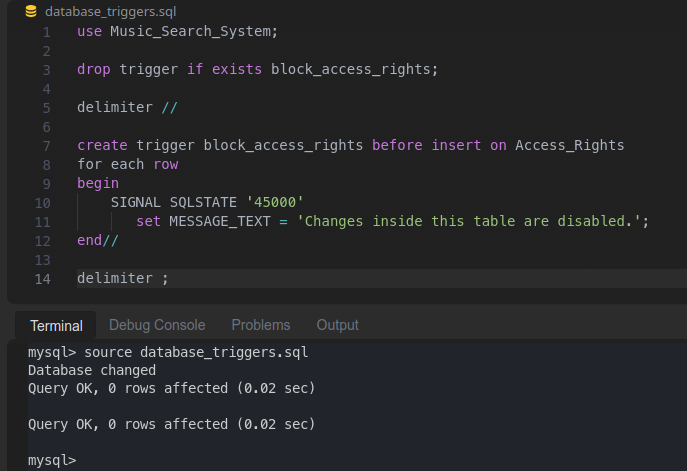 database_triggers.sql
1 use Music_Search_System;
2
3 drop trigger if exists block_access_rights;
4
5 delimiter //
6
7 create trigger block_access_rights before insert on Access_Rights
8 for each row
9 begin
10 SIGNAL SQLSTATE '45000'
11 set MESSAGE_TEXT = 'Changes inside this table are disabled.';
12 end//
13
14 delimiter ;
Terminal Debug Console Problems Output
mysql> source database_triggers.sql
Database changed
Query OK, 0 rows affected (0.02 sec)
Query OK, 0 rows affected (0.02 sec)
mysql>